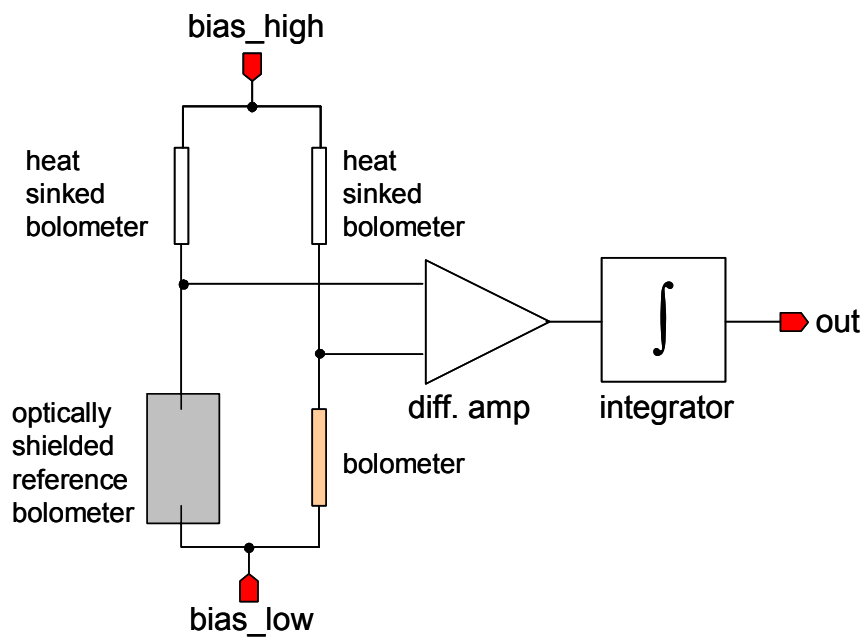 bias_high
heat
sinked
bolometer
heat
sinked
bolometer
∫
out
diff. amp
integrator
optically
shielded
reference
bolometer
bolometer
bias_low